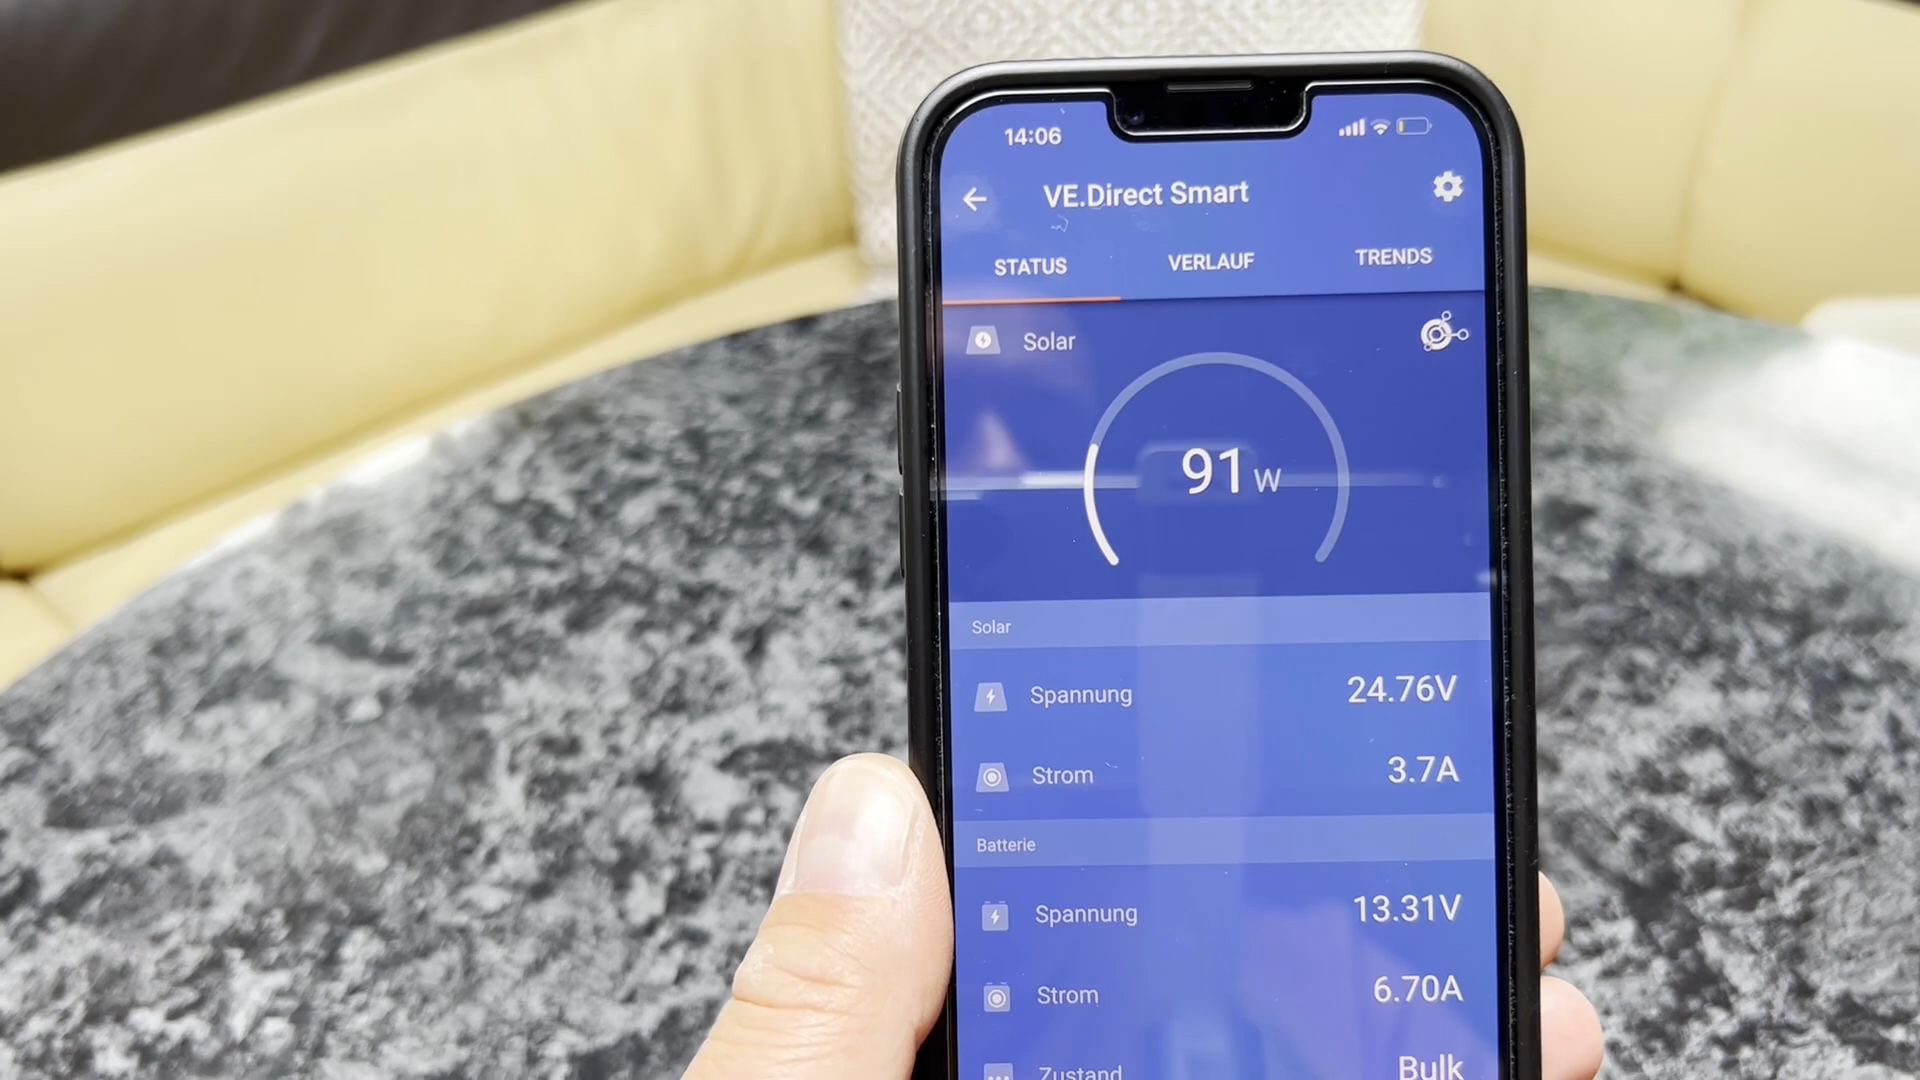 14:06
VE.Direct Smart
STATUS VERLAUF TRENDS
Solar
91 W
Solar
Spannung 24.76V
Strom 3.7A
Batterie
Spannung 13.31V
Strom 6.70A
Zustand Bulk